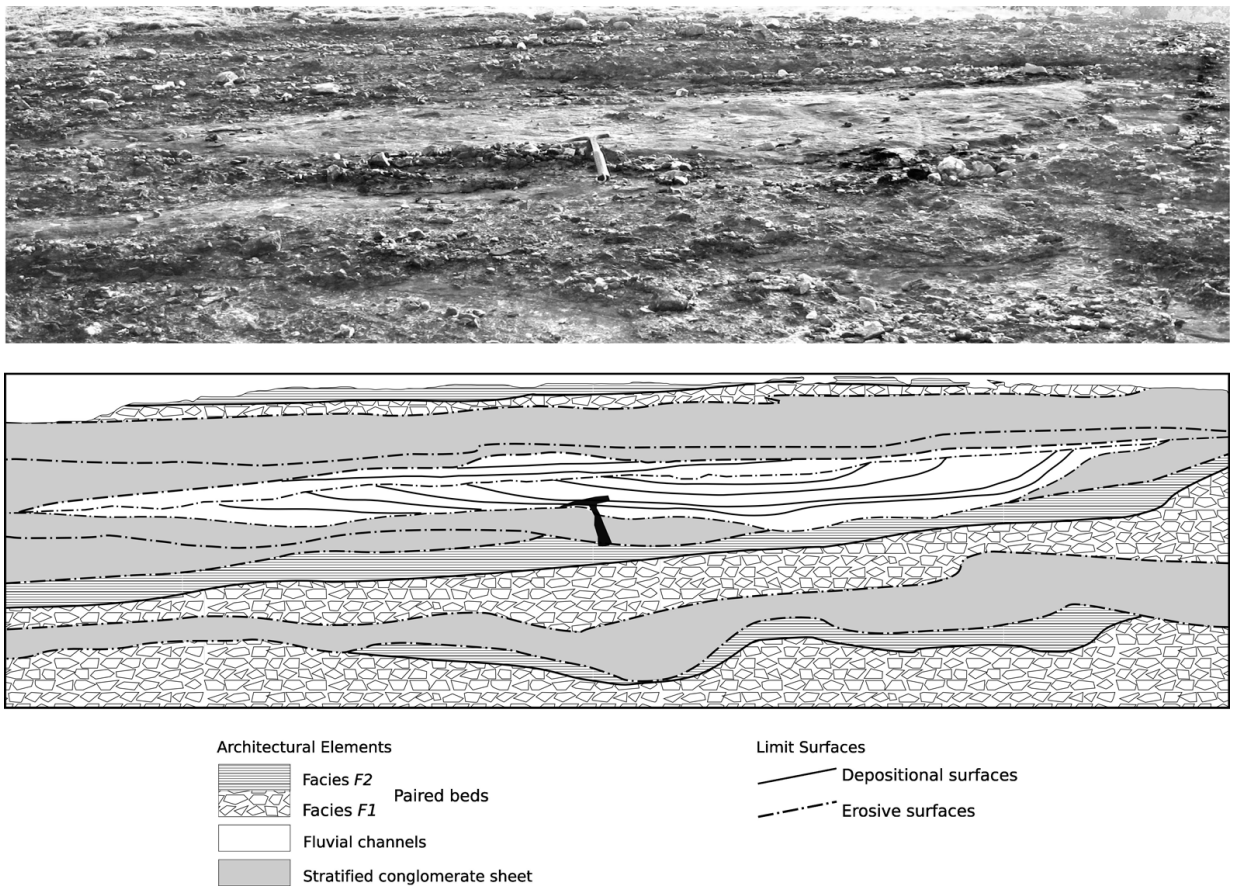 Architectural Elements
Facies F2
Paired beds
Facies F1
Fluvial channels
Stratified conglomerate sheet
Limit Surfaces
Depositional surfaces
Erosive surfaces